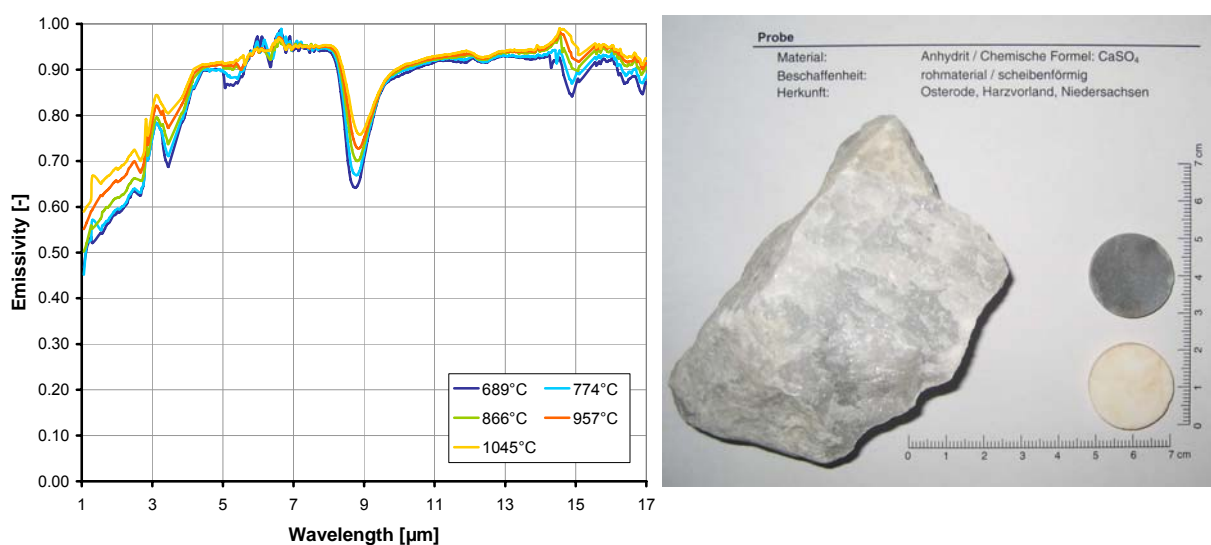 1.00
0.90
0.80
0.70
0.60
0.50
0.40
0.30
0.20
0.10
0.00
Emissivity [-]
1 3 5 7 9 11 13 15 17
Wavelength [µm]
689°C 774°C
866°C 957°C
1045°C
Probe
Material: Anhydrit / Chemische Formel: CaSO₄
Beschaffenheit: rohmaterial / scheibenförmig
Herkunft: Osterode, Harzvorland, Niedersachsen
7 cm
6
5
4
3
2
1
0
0 1 2 3 4 5 6 7 cm